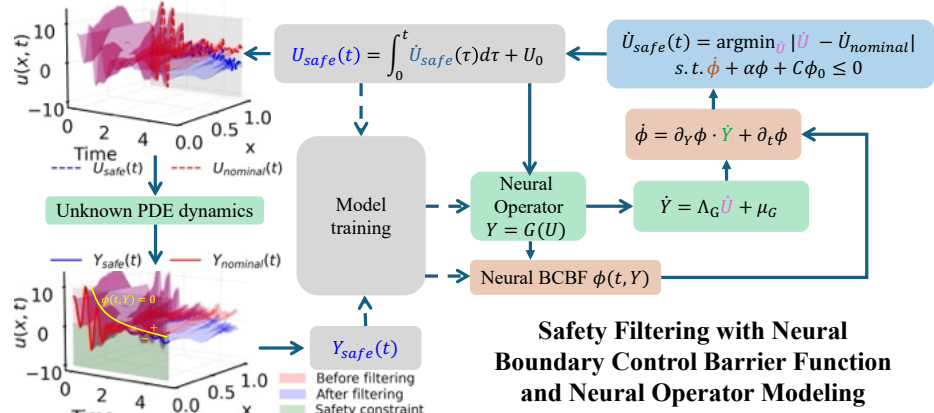 u(x, t)
10
0
−10
0
2
4
Time
0.0
0.5
1.0
x
U_safe(t)
U_nominal(t)
Unknown PDE dynamics
Y_safe(t)
Y_nominal(t)
u(x, t)
10
0
−10
ϕ(t,Y) = 0
+
−
0
2
4
Time
0.0
0.5
1.0
x
Before filtering
After filtering
Safety constraint
U_safe(t) = ∫_0^t U̇_safe(τ)dτ + U_0
U̇_safe(t) = argmin_U̇ |U̇ − U̇_nominal|
s.t. ϕ̇ + αϕ + Cϕ_0 ≤ 0
ϕ̇ = ∂_Yϕ · Ẏ + ∂_tϕ
Model
training
Neural
Operator
Y = G(U)
Ẏ = Λ_G U̇ + μ_G
Neural BCBF ϕ(t, Y)
Y_safe(t)
Safety Filtering with Neural
Boundary Control Barrier Function
and Neural Operator Modeling